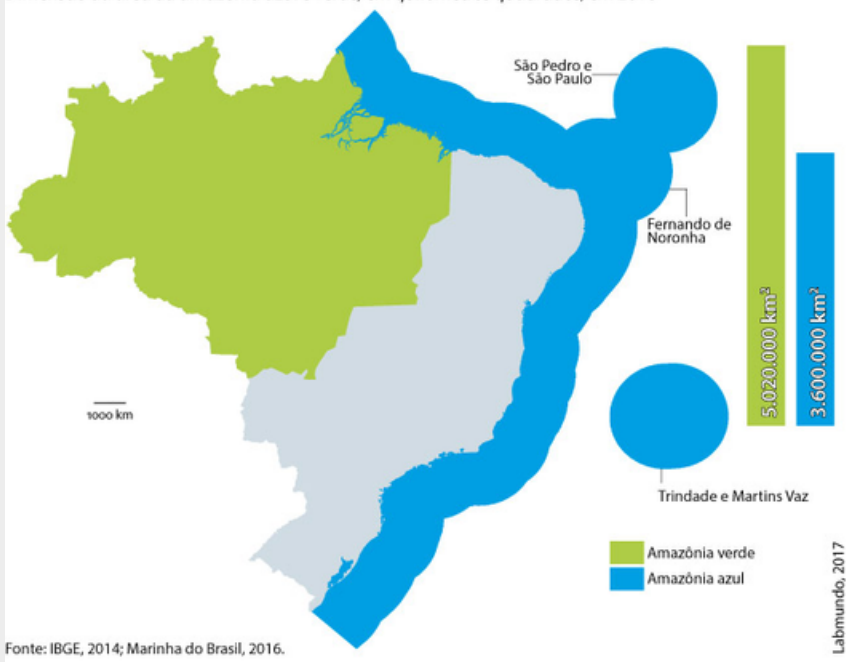 São Pedro e
São Paulo
Fernando de
Noronha
5.020.000 km²
3.600.000 km²
1000 km
Trindade e Martins Vaz
Amazônia verde
Amazônia azul
Labmundo, 2017
Fonte: IBGE, 2014; Marinha do Brasil, 2016.